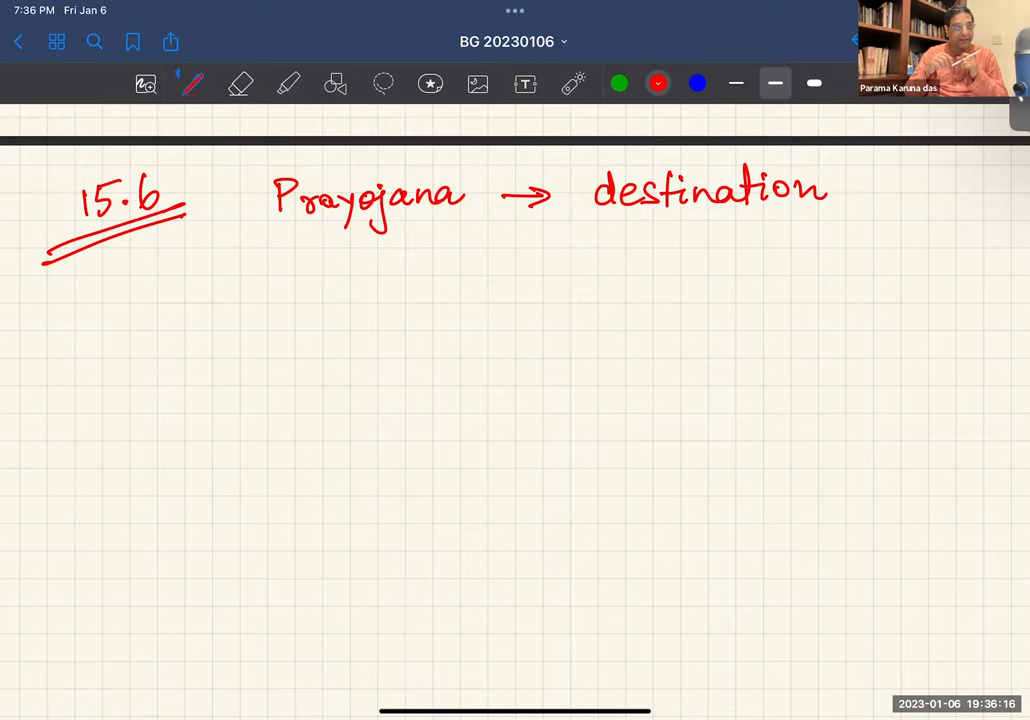 7:36 PM Fri Jan 6
BG 20230106
Parama Karuna das
15.6 Prayojana → destination
2023-01-06 19:36:16